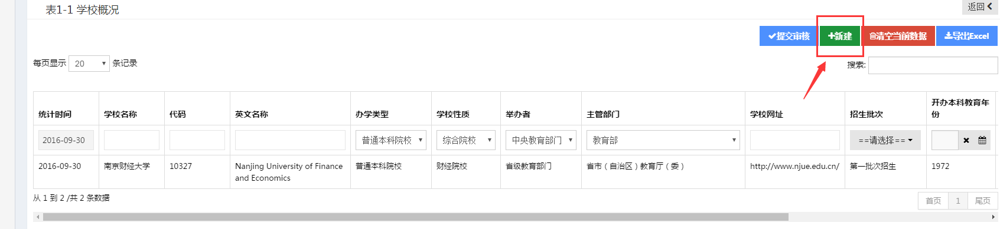 表1-1 学校概况
返回
提交审核 新建 清空当前数据 导出Excel
每页显示 20 条记录
搜索:
统计时间 学校名称 代码 英文名称 办学类型 学校性质 举办者 主管部门 学校网址 招生批次 开办本科教育年
份
2016-09-30 普通本科院校 综合院校 中央教育部门 教育部 ==请选择==
2016-09-30 南京财经大学 10327 Nanjing University of Finance 普通本科院校 财经院校 省级教育部门 省市（自治区）教育厅（委） http://www.njue.edu.cn/ 第一批次招生 1972
and Economics
从 1 到 2 /共 2 条数据
首页 1 尾页